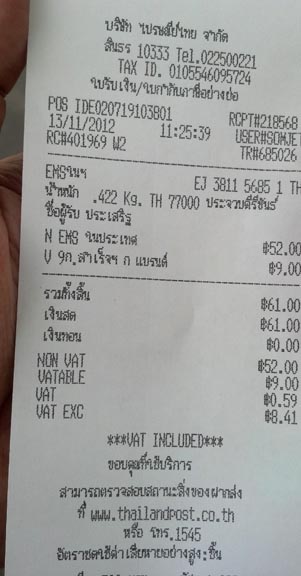 บริษัท ไปรษณีย์ไทย จำกัด
สันธร 10333 Tel.022500221
TAX ID. 0105546095724
ใบรับเงิน/ใบกำกับภาษีอย่างย่อ
POS IDE020719103B01 RCPT#218568
13/11/2012 11:25:39 USER#SOMJET
RC#401969 W2 TR#685026
EMSในฯ EJ 3811 5685 1 TH
น้ำหนัก .422 Kg. TH 77000 ประจวบคีรีขันธ์
ชื่อผู้รับ ประเสริฐ
N EMS ในประเทศ ฿52.00
V 9ก.สำเร็จฯ ก แบรนด์ ฿9.00
รวมทั้งสิ้น ฿61.00
เงินสด ฿61.00
เงินทอน ฿0.00
NON VAT ฿52.00
VATABLE ฿9.00
VAT ฿0.59
VAT EXC ฿8.41
***VAT INCLUDED***
ขอบคุณที่ใช้บริการ
สามารถตรวจสอบสถานะสิ่งของฝากส่ง
ที่ www.thailandpost.co.th
หรือ โทร.1545
อัตราชดใช้ค่าเสียหายอย่างสูง:ชิ้น